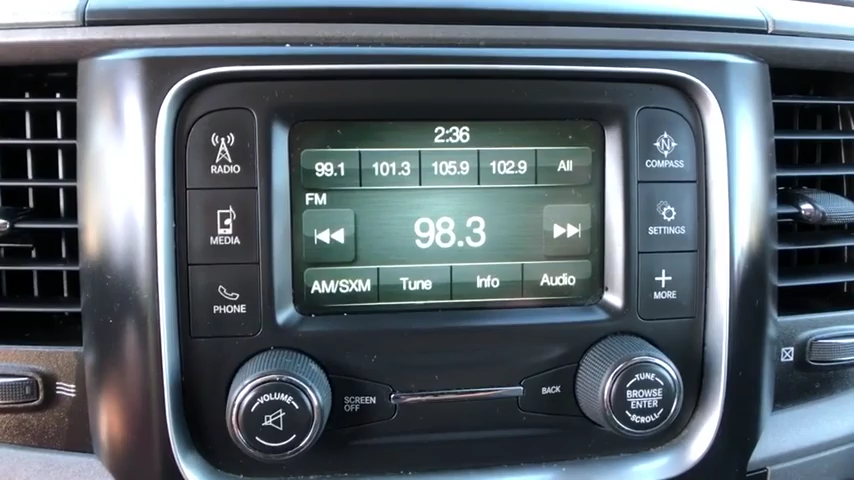 2:36
99.1 101.3 105.9 102.9 All
FM
98.3
AM/SXM Tune Info Audio
RADIO
MEDIA
PHONE
N
COMPASS
SETTINGS
MORE
VOLUME
SCREEN
OFF
BACK
TUNE
BROWSE
ENTER
SCROLL